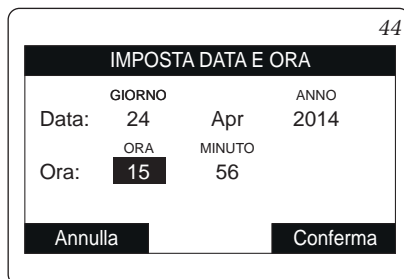 44
IMPOSTA DATA E ORA
GIORNO ANNO
Data: 24 Apr 2014
ORA MINUTO
Ora: 15 56
Annulla Conferma